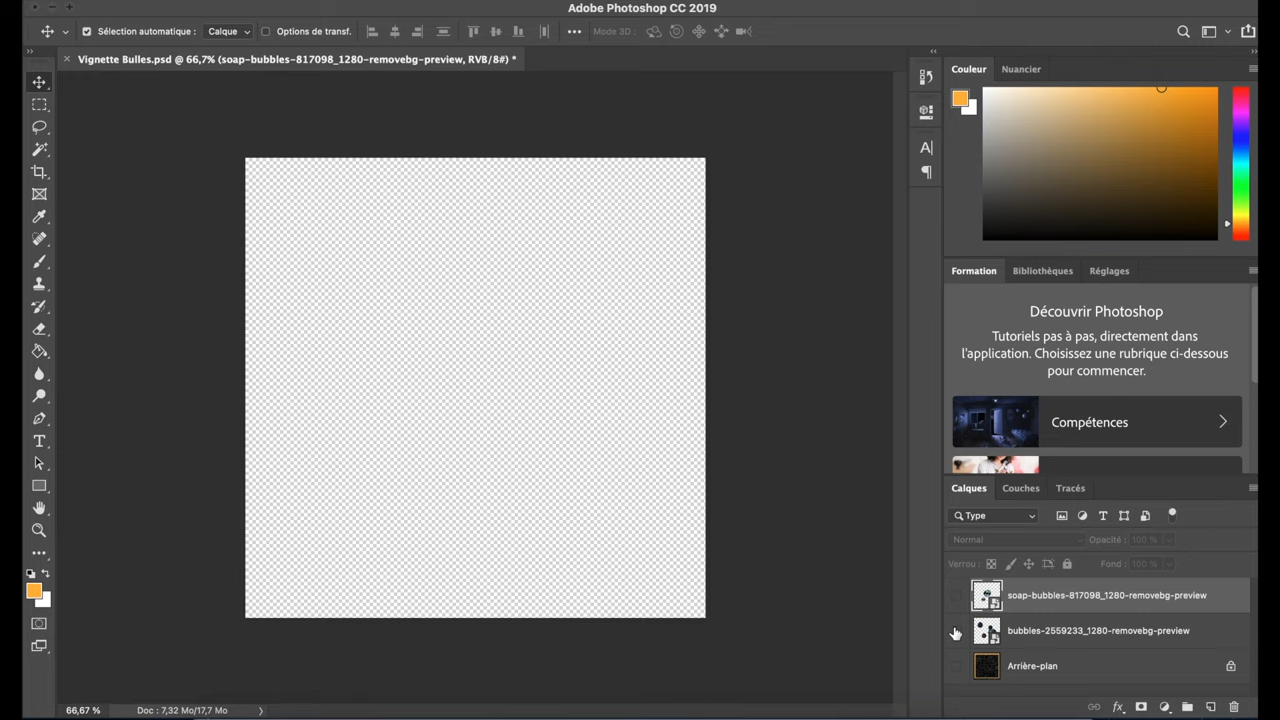 Adobe Photoshop CC 2019
Sélection automatique : Calque Options de transf. Mode 3D :
Vignette Bulles.psd @ 66,7% (soap-bubbles-817098_1280-removebg-preview, RVB/8#) *
Couleur Nuancier
Formation Bibliothèques Réglages
Découvrir Photoshop
Tutoriels pas à pas, directement dans
l'application. Choisissez une rubrique ci-dessous
pour commencer.
Compétences
Calques Couches Tracés
Type
Normal Opacité : 100 %
Verrou : Fond : 100 %
soap-bubbles-817098_1280-removebg-preview
bubbles-2559233_1280-removebg-preview
Arrière-plan
66,67 % Doc : 7,32 Mo/17,7 Mo